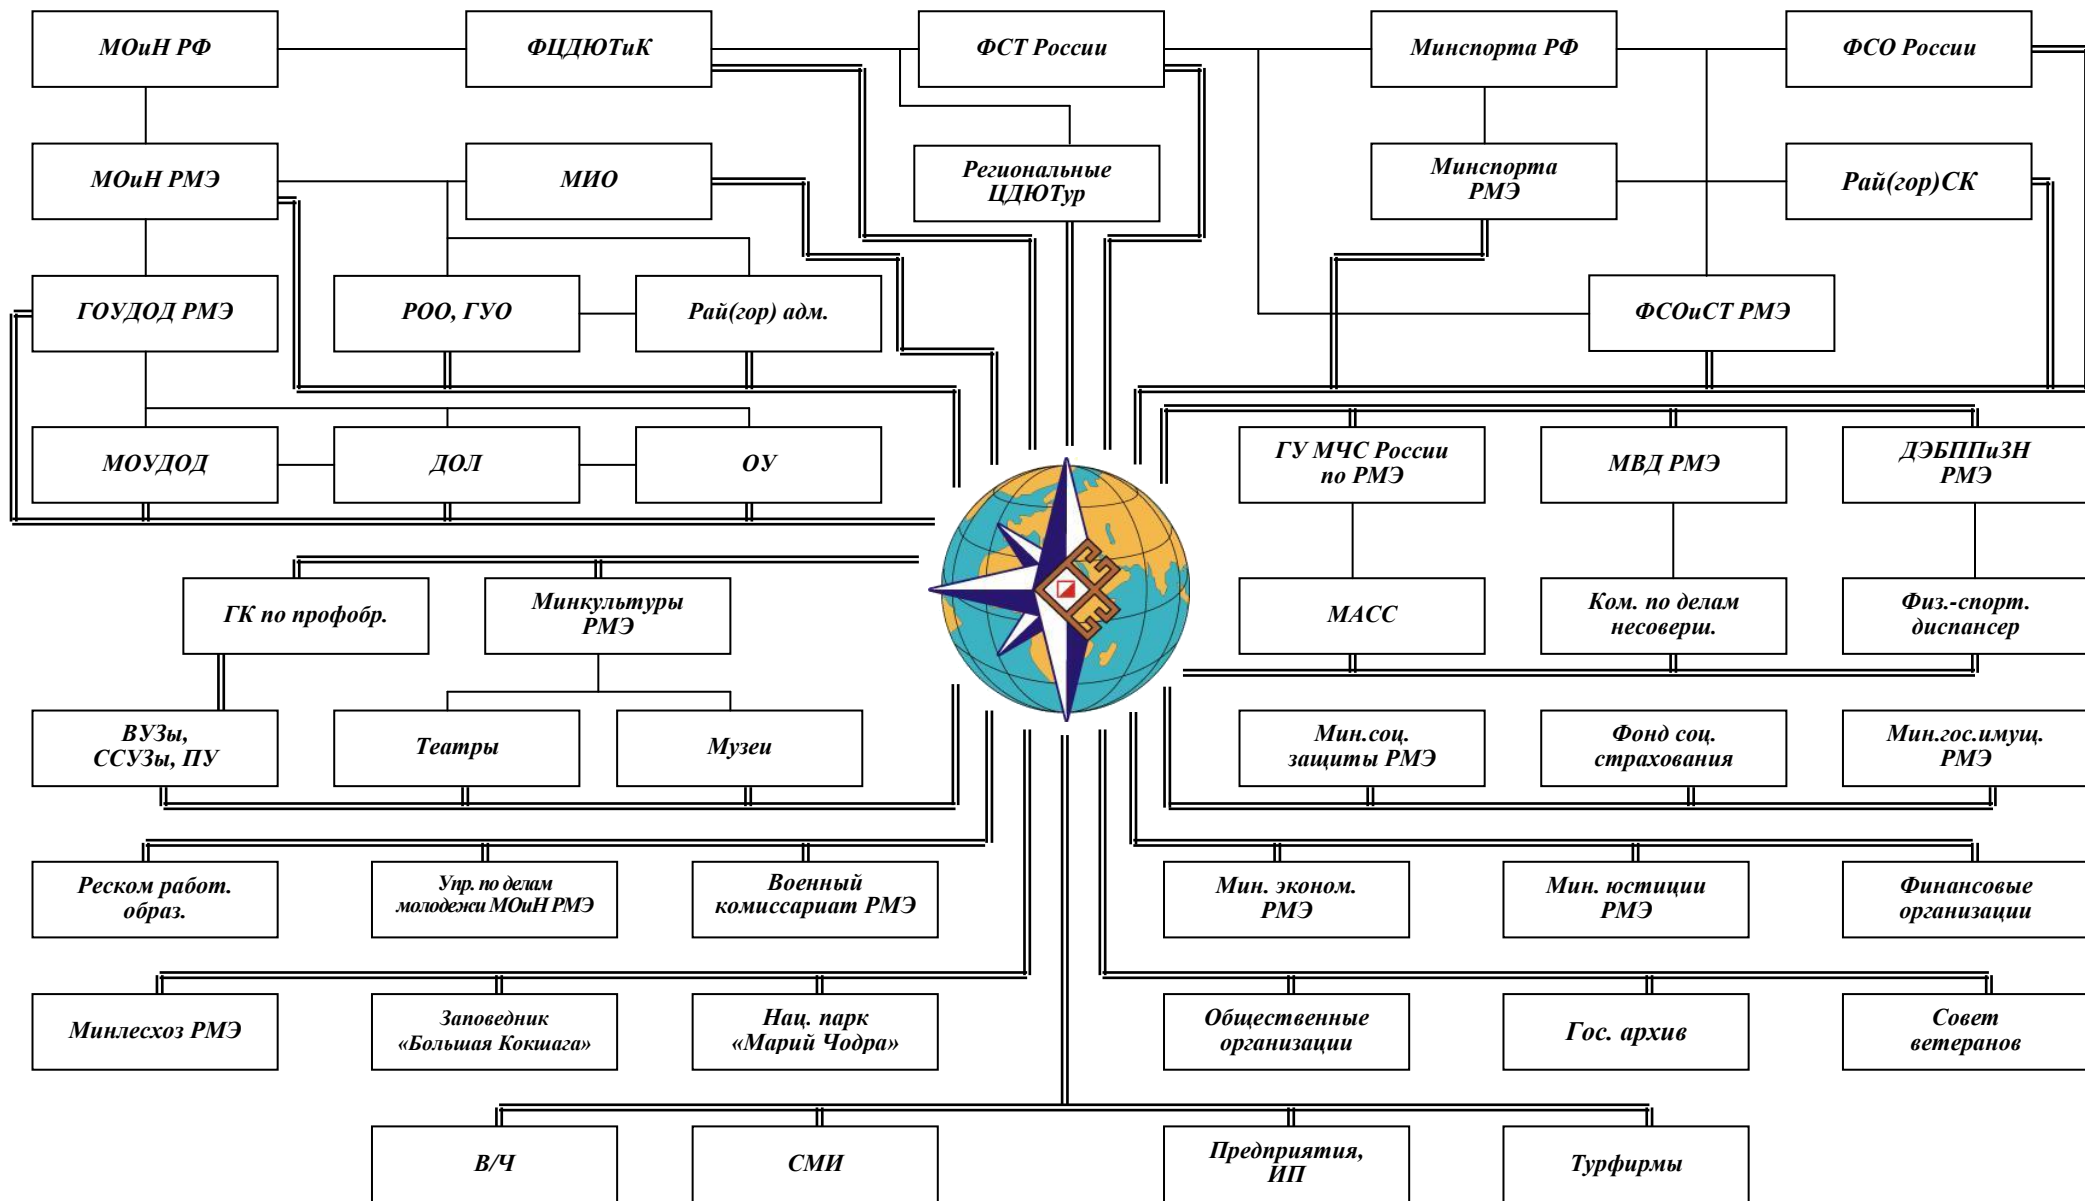 МОиН РФ
ФЦДЮТиК
ФСТ России
Минспорта РФ
ФСО России
МОиН РМЭ
МИО
Региональные
ЦДЮТур
Минспорта
РМЭ
Рай(гор)СК
ГОУДОД РМЭ
РОО, ГУО
Рай(гор) адм.
ФСОиСТ РМЭ
МОУДОД
ДОЛ
ОУ
ГУ МЧС России
по РМЭ
МВД РМЭ
ДЭБППиЗН
РМЭ
ГК по профобр.
Минкультуры
РМЭ
МАСС
Ком. по делам
несоверш.
Физ.-спорт.
диспансер
ВУЗы,
ССУЗы, ПУ
Театры
Музеи
Мин.соц.
защиты РМЭ
Фонд соц.
страхования
Мин.гос.имущ.
РМЭ
Реском работ.
образ.
Упр. по делам
молодежи МОиН РМЭ
Военный
комиссариат РМЭ
Мин. эконом.
РМЭ
Мин. юстиции
РМЭ
Финансовые
организации
Минлесхоз РМЭ
Заповедник
«Большая Кокшага»
Нац. парк
«Марий Чодра»
Общественные
организации
Гос. архив
Совет
ветеранов
В/Ч
СМИ
Предприятия,
ИП
Турфирмы